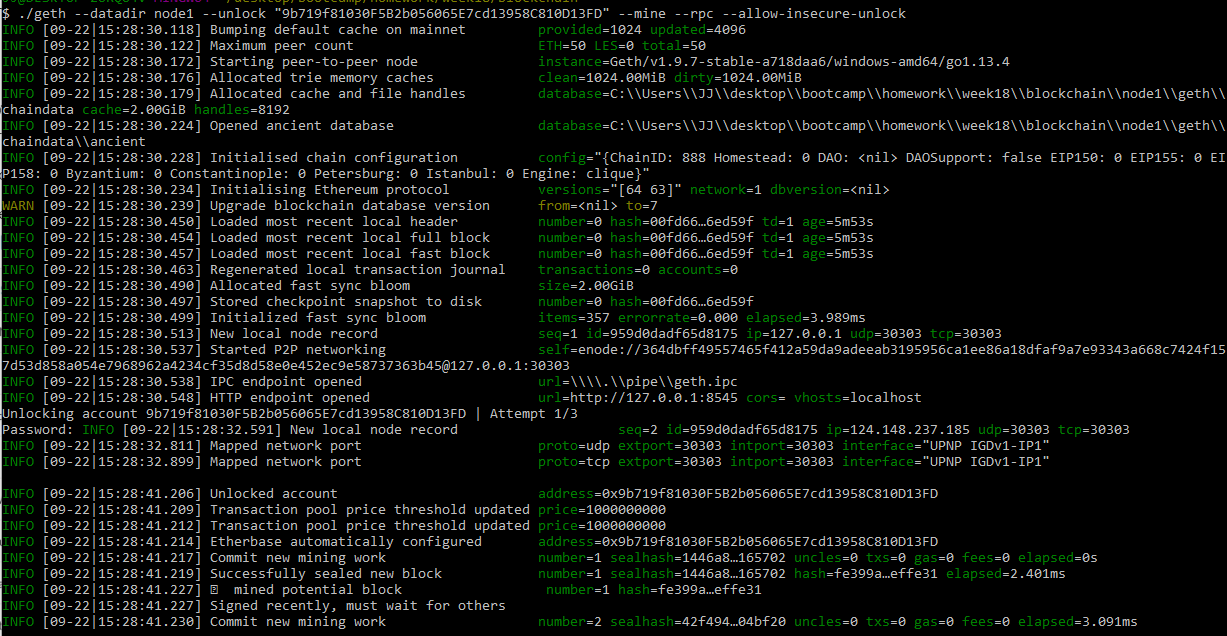 $ ./geth --datadir node1 --unlock "9b719f81030F5B2b056065E7cd13958C810D13FD" --mine --rpc --allow-insecure-unlock
INFO [09-22|15:28:30.118] Bumping default cache on mainnet provided=1024 updated=4096
INFO [09-22|15:28:30.122] Maximum peer count ETH=50 LES=0 total=50
INFO [09-22|15:28:30.172] Starting peer-to-peer node instance=Geth/v1.9.7-stable-a718daa6/windows-amd64/go1.13.4
INFO [09-22|15:28:30.176] Allocated trie memory caches clean=1024.00MiB dirty=1024.00MiB
INFO [09-22|15:28:30.179] Allocated cache and file handles database=C:\\Users\\JJ\\desktop\\bootcamp\\homework\\week18\\blockchain\\node1\\geth\\
chaindata cache=2.00GiB handles=8192
INFO [09-22|15:28:30.224] Opened ancient database database=C:\\Users\\JJ\\desktop\\bootcamp\\homework\\week18\\blockchain\\node1\\geth\\
chaindata\\ancient
INFO [09-22|15:28:30.228] Initialised chain configuration config="{ChainID: 888 Homestead: 0 DAO: <nil> DAOSupport: false EIP150: 0 EIP155: 0 EI
P158: 0 Byzantium: 0 Constantinople: 0 Petersburg: 0 Istanbul: 0 Engine: clique}"
INFO [09-22|15:28:30.234] Initialising Ethereum protocol versions="[64 63]" network=1 dbversion=<nil>
WARN [09-22|15:28:30.239] Upgrade blockchain database version from=<nil> to=7
INFO [09-22|15:28:30.450] Loaded most recent local header number=0 hash=00fd66…6ed59f td=1 age=5m53s
INFO [09-22|15:28:30.454] Loaded most recent local full block number=0 hash=00fd66…6ed59f td=1 age=5m53s
INFO [09-22|15:28:30.457] Loaded most recent local fast block number=0 hash=00fd66…6ed59f td=1 age=5m53s
INFO [09-22|15:28:30.463] Regenerated local transaction journal transactions=0 accounts=0
INFO [09-22|15:28:30.490] Allocated fast sync bloom size=2.00GiB
INFO [09-22|15:28:30.497] Stored checkpoint snapshot to disk number=0 hash=00fd66…6ed59f
INFO [09-22|15:28:30.499] Initialized fast sync bloom items=357 errorrate=0.000 elapsed=3.989ms
INFO [09-22|15:28:30.513] New local node record seq=1 id=959d0dadf65d8175 ip=127.0.0.1 udp=30303 tcp=30303
INFO [09-22|15:28:30.537] Started P2P networking self=enode://364dbff49557465f412a59da9adeeab3195956ca1ee86a18dfaf9a7e93343a668c7424f15
7d53d858a054e7968962a4234cf35d8d58e0e452ec9e58737363b45@127.0.0.1:30303
INFO [09-22|15:28:30.538] IPC endpoint opened url=\\\\.\\pipe\\geth.ipc
INFO [09-22|15:28:30.548] HTTP endpoint opened url=http://127.0.0.1:8545 cors= vhosts=localhost
Unlocking account 9b719f81030F5B2b056065E7cd13958C810D13FD | Attempt 1/3
Password: INFO [09-22|15:28:32.591] New local node record seq=2 id=959d0dadf65d8175 ip=124.148.237.185 udp=30303 tcp=30303
INFO [09-22|15:28:32.811] Mapped network port proto=udp extport=30303 intport=30303 interface="UPNP IGDv1-IP1"
INFO [09-22|15:28:32.899] Mapped network port proto=tcp extport=30303 intport=30303 interface="UPNP IGDv1-IP1"
INFO [09-22|15:28:41.206] Unlocked account address=0x9b719f81030F5B2b056065E7cd13958C810D13FD
INFO [09-22|15:28:41.209] Transaction pool price threshold updated price=1000000000
INFO [09-22|15:28:41.212] Transaction pool price threshold updated price=1000000000
INFO [09-22|15:28:41.214] Etherbase automatically configured address=0x9b719f81030F5B2b056065E7cd13958C810D13FD
INFO [09-22|15:28:41.217] Commit new mining work number=1 sealhash=1446a8…165702 uncles=0 txs=0 gas=0 fees=0 elapsed=0s
INFO [09-22|15:28:41.219] Successfully sealed new block number=1 sealhash=1446a8…165702 hash=fe399a…effe31 elapsed=2.401ms
INFO [09-22|15:28:41.227] mined potential block number=1 hash=fe399a…effe31
INFO [09-22|15:28:41.227] Signed recently, must wait for others
INFO [09-22|15:28:41.230] Commit new mining work number=2 sealhash=42f494…04bf20 uncles=0 txs=0 gas=0 fees=0 elapsed=3.091ms